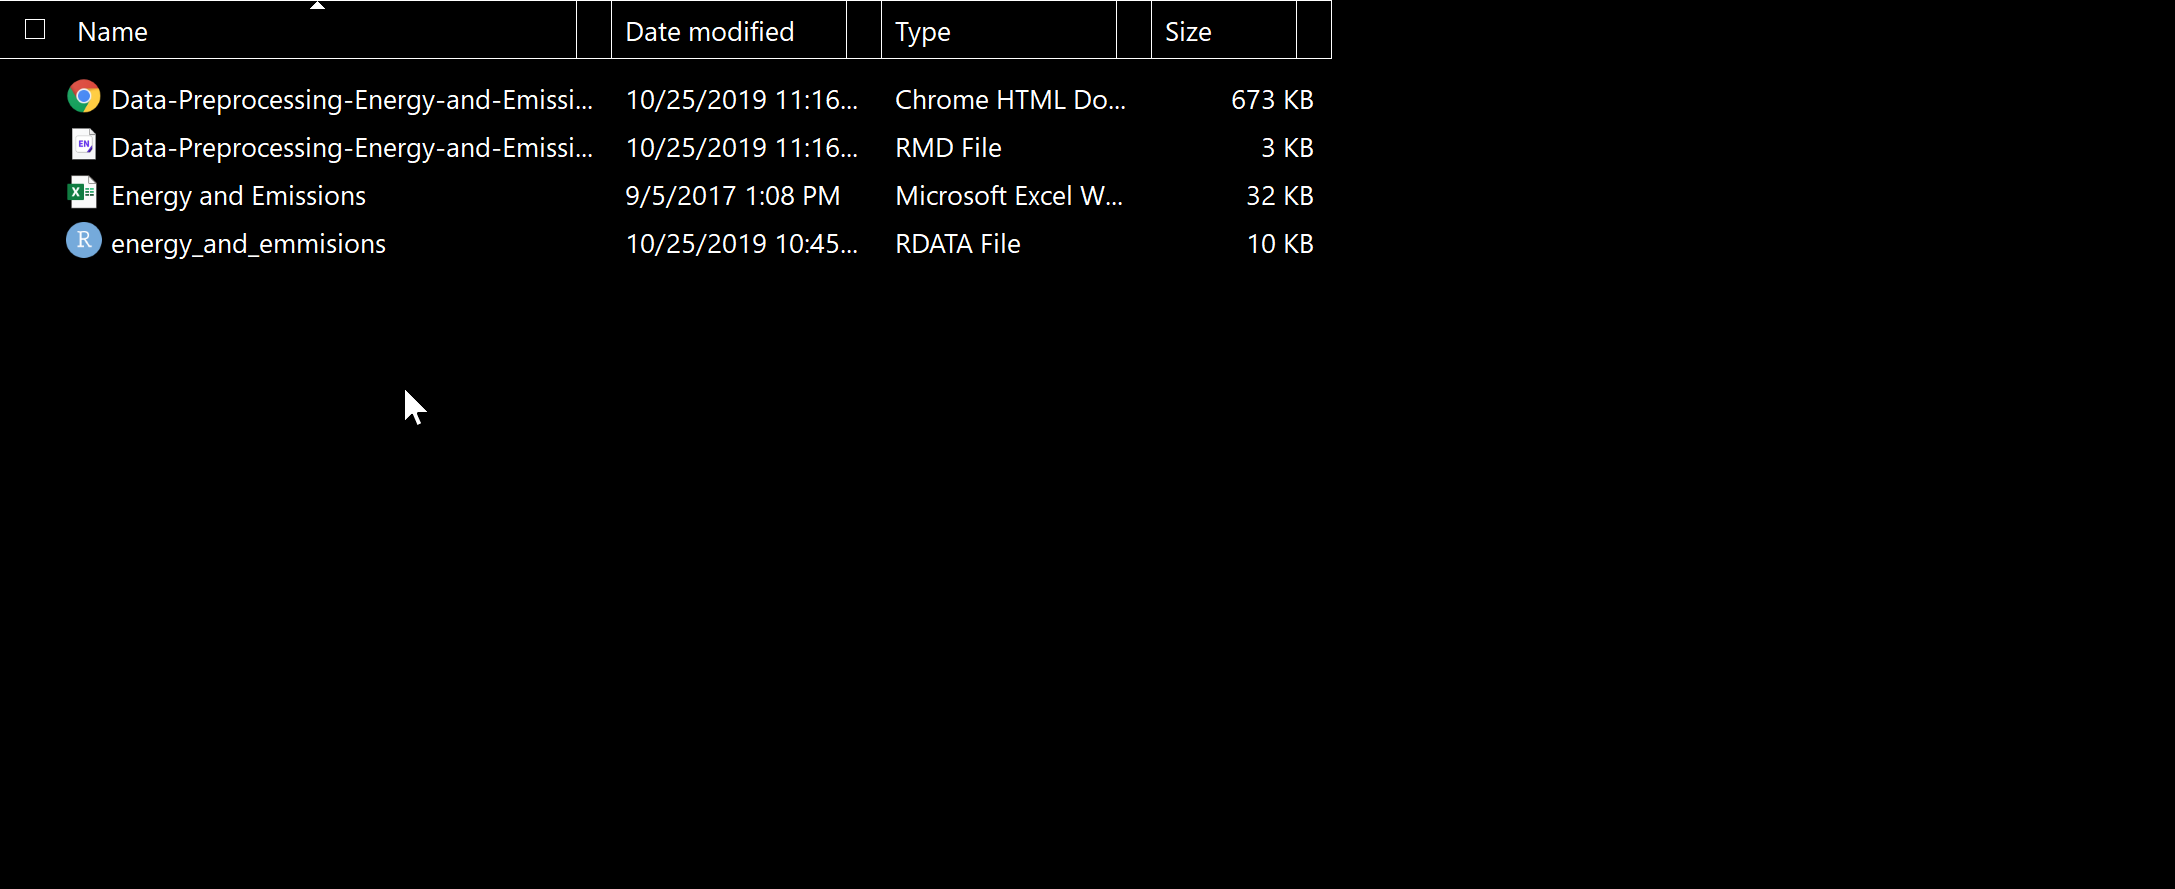 Name Date modified Type Size
Data-Preprocessing-Energy-and-Emissi... 10/25/2019 11:16... Chrome HTML Do... 673 KB
EN Data-Preprocessing-Energy-and-Emissi... 10/25/2019 11:16... RMD File 3 KB
X Energy and Emissions 9/5/2017 1:08 PM Microsoft Excel W... 32 KB
R energy_and_emmisions 10/25/2019 10:45... RDATA File 10 KB